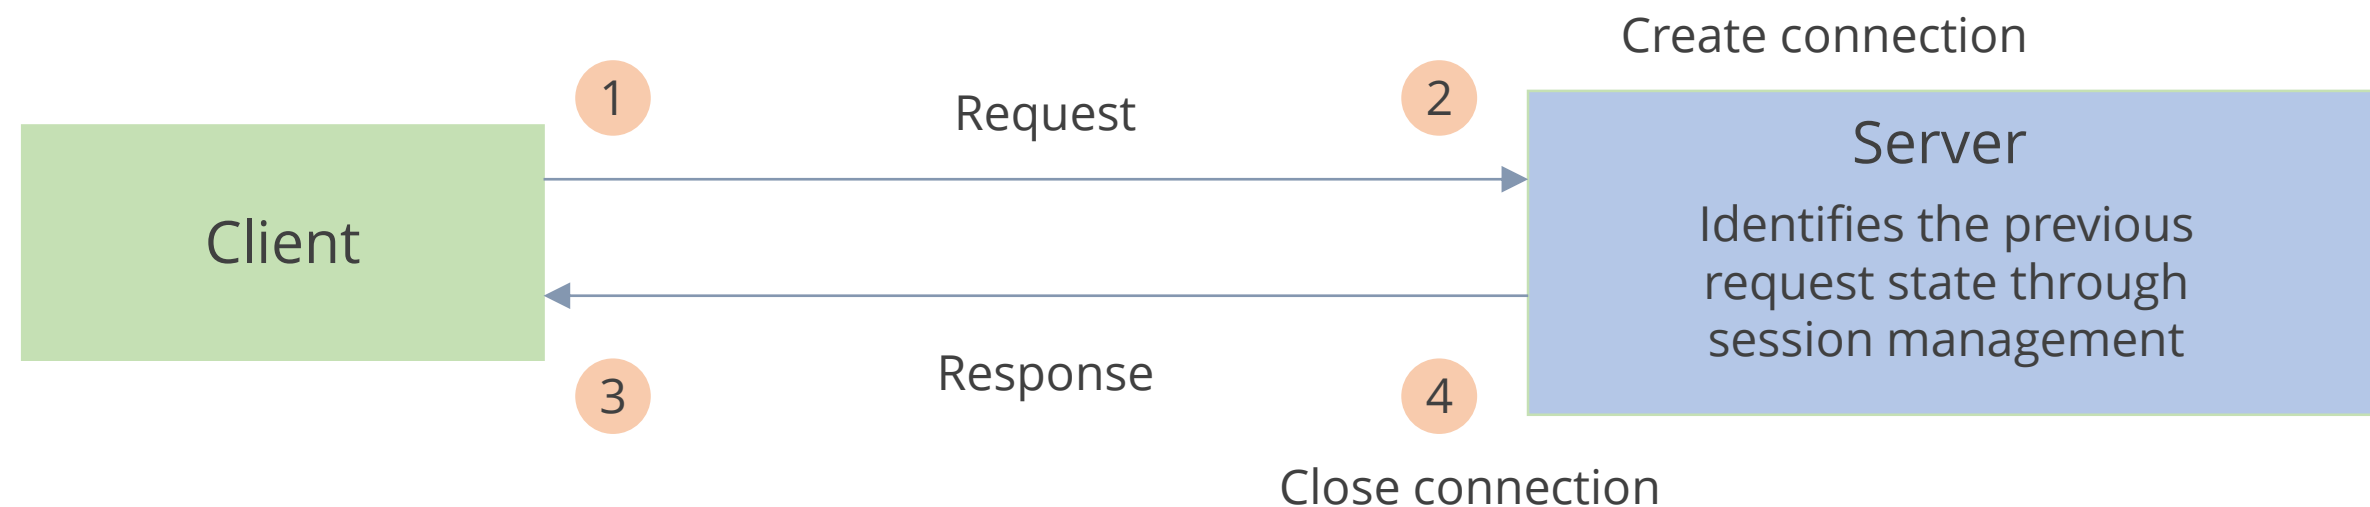 Create connection
1
Request
2
Server
Client
Identifies the previous
request state through
session management
3
Response
4
Close connection